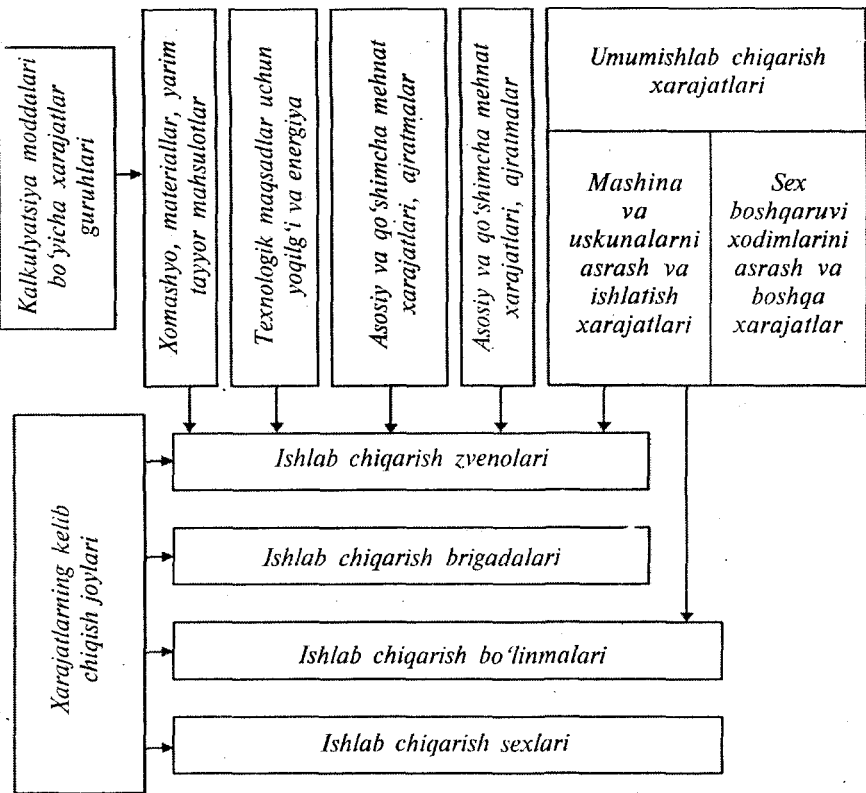 Kalkulyatsiya moddalari
bo‘yicha xarajatlar
guruhlari
Xomashyo, materiallar, yarim
tayyor mahsulotlar
Texnologik maqsadlar uchun
yoqilg‘i va energiya
Asosiy va qo‘shimcha mehnat
xarajatlari, ajratmalar
Asosiy va qo‘shimcha mehnat
xarajatlari, ajratmalar
Umumishlab chiqarish
xarajatlari
Mashina
va
uskunalarni
asrash va
ishlatish
xarajatlari
Sex
boshqaruvi
xodimlarini
asrash va
boshqa
xarajatlar
Xarajatlarning kelib
chiqish joylari
Ishlab chiqarish zvenolari
Ishlab chiqarish brigadalari
Ishlab chiqarish bo‘linmalari
Ishlab chiqarish sexlari